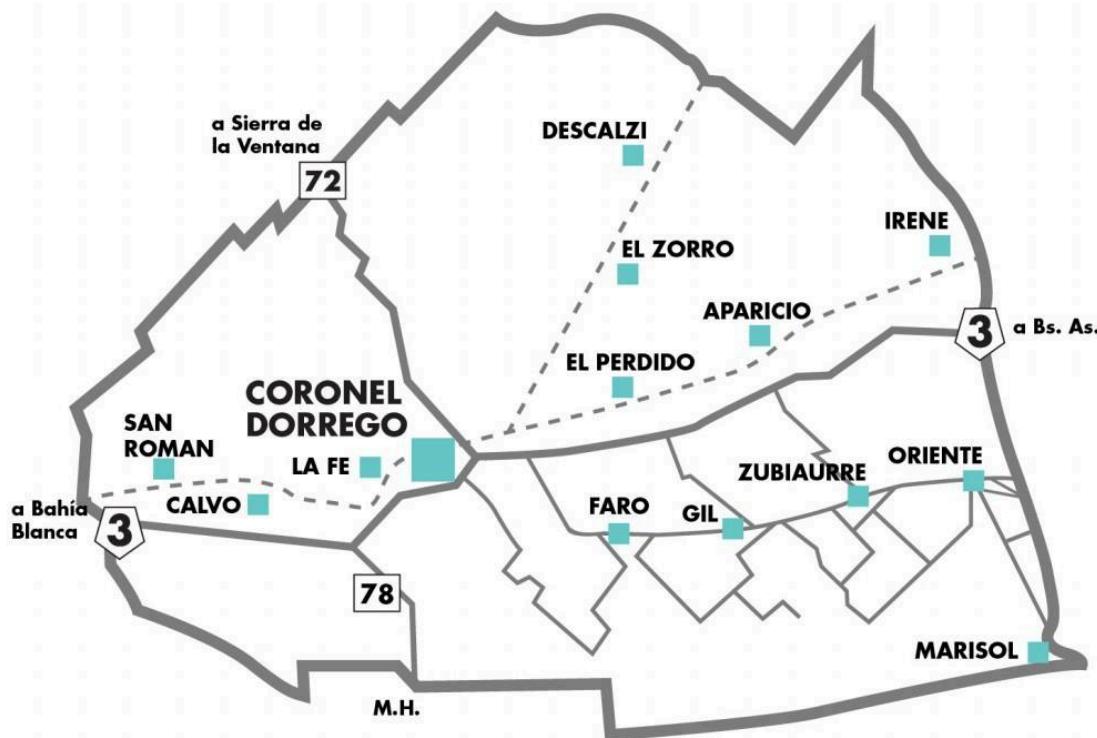 a Sierra de
la Ventana
72
DESCALZI
IRENE
EL ZORRO
APARICIO
3
a Bs. As.
EL PERDIDO
CORONEL
DORREGO
SAN
ROMAN
LA FE
CALVO
a Bahía
Blanca
3
ORIENTE
ZUBIAURRE
FARO
GIL
78
MARISOL
M.H.